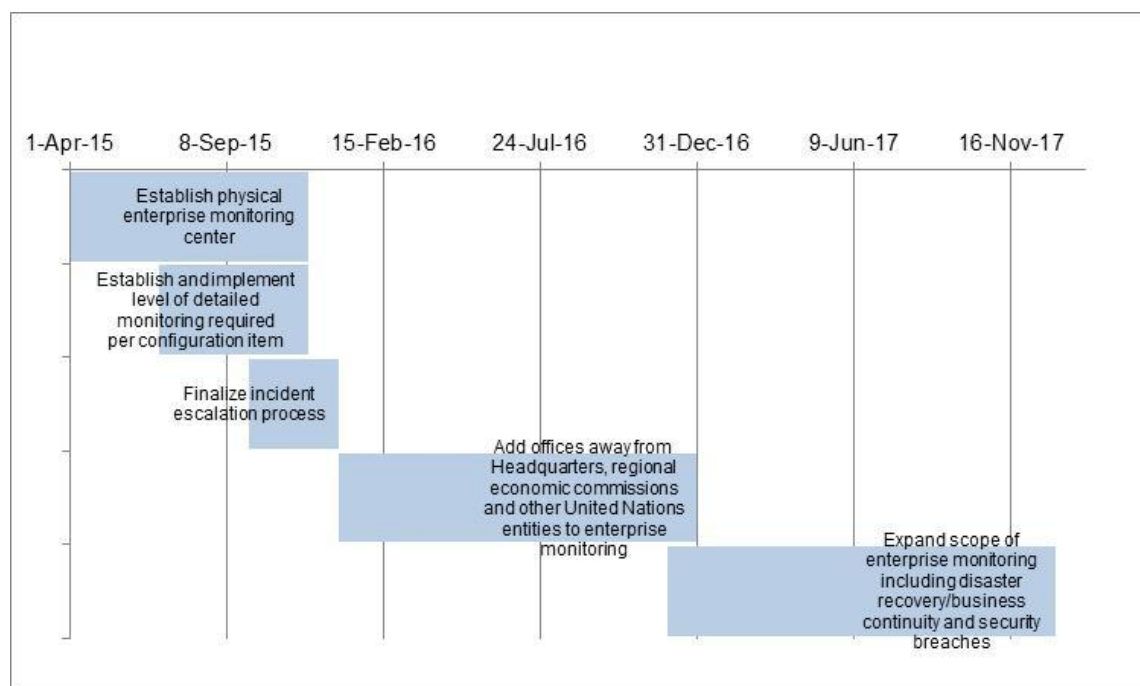 1-Apr-15 8-Sep-15 15-Feb-16 24-Jul-16 31-Dec-16 9-Jun-17 16-Nov-17
Establish physical
enterprise monitoring
center
Establish and implement
level of detailed
monitoring required
per configuration item
Finalize incident
escalation process
Add offices away from
Headquarters, regional
economic commissions
and other United Nations
entities to enterprise
monitoring
Expand scope of
enterprise monitoring
including disaster
recovery/business
continuity and security
breaches